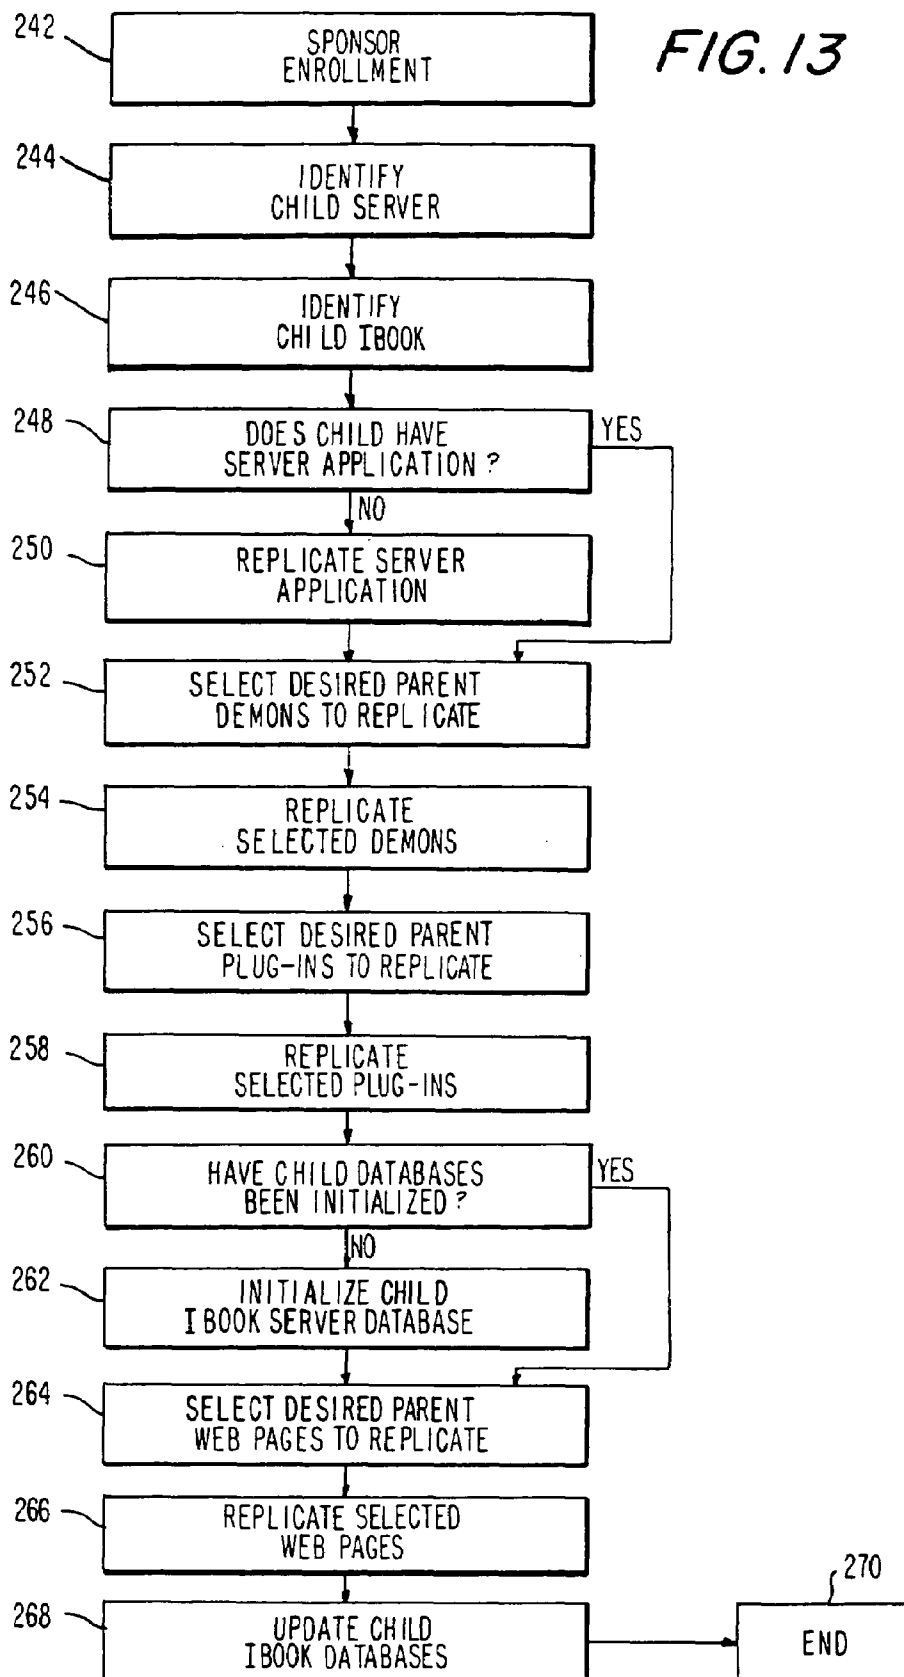 FIG. 13
242
SPONSOR
ENROLLMENT
244
IDENTIFY
CHILD SERVER
246
IDENTIFY
CHILD IBOOK
248
DOES CHILD HAVE
SERVER APPLICATION?
YES
NO
250
REPLICATE SERVER
APPLICATION
252
SELECT DESIRED PARENT
DEMONS TO REPLICATE
254
REPLICATE
SELECTED DEMONS
256
SELECT DESIRED PARENT
PLUG-INS TO REPLICATE
258
REPLICATE
SELECTED PLUG-INS
260
HAVE CHILD DATABASES
BEEN INITIALIZED?
YES
NO
262
INITIALIZE CHILD
IBOOK SERVER DATABASE
264
SELECT DESIRED PARENT
WEB PAGES TO REPLICATE
266
REPLICATE SELECTED
WEB PAGES
268
UPDATE CHILD
IBOOK DATABASES
270
END